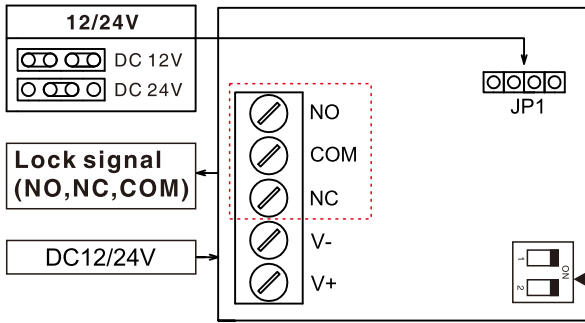 12/24V
DC 12V
DC 24V
JP1
NO
COM
NC
V-
V+
Lock signal
(NO,NC,COM)
DC12/24V
1
2
ON